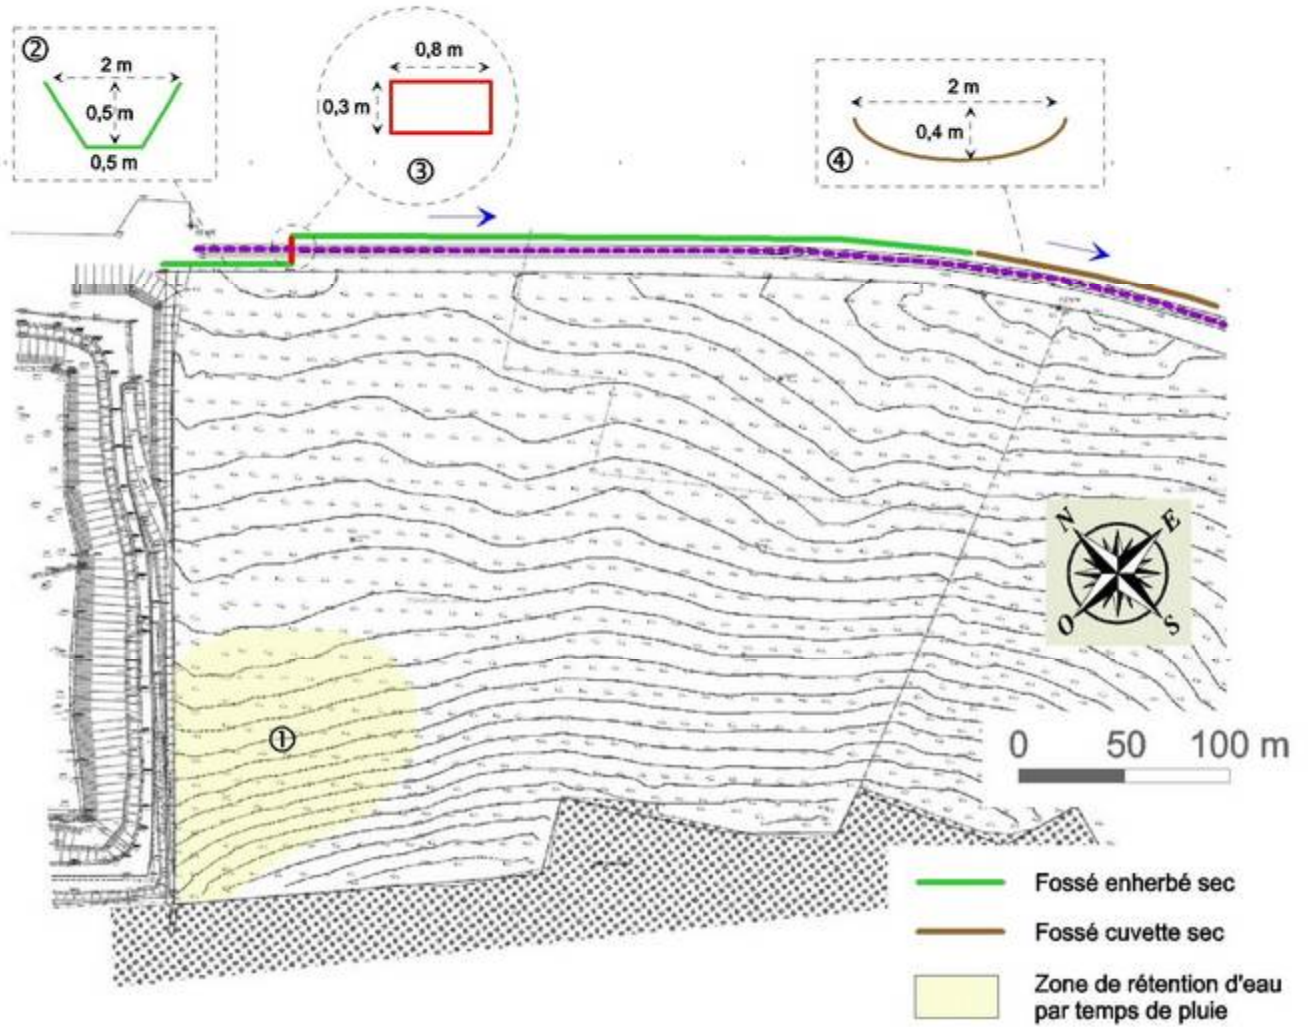 ②
2 m
0,5 m
0,5 m
0,8 m
0,3 m
③
2 m
0,4 m
④
N
E
O
S
①
0 50 100 m
Fossé enherbé sec
Fossé cuvette sec
Zone de rétention d'eau
par temps de pluie